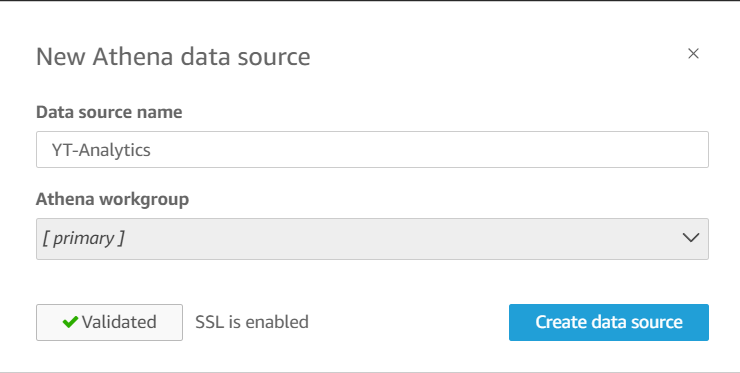 New Athena data source
Data source name
YT-Analytics
Athena workgroup
[ primary ]
Validated SSL is enabled Create data source